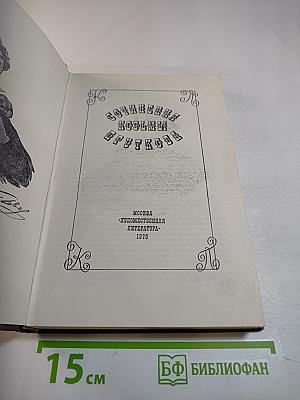 К П
СОЧИНЕНИЯ
КОЗЬМЫ
ПРУТКОВА
МОСКВА
«ХУДОЖЕСТВЕННАЯ
ЛИТЕРАТУРА»
1976
К П
15 см
БФ БИБЛИОФАН